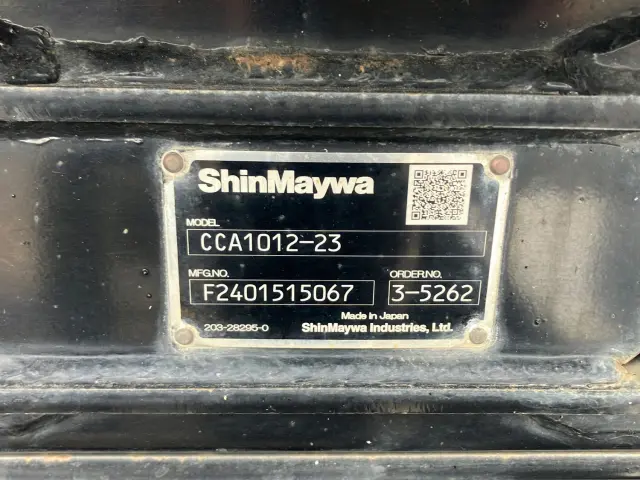 ShinMaywa
MODEL
CCA1012-23
MFG.NO. ORDER.NO.
F2401515067 3-5262
Made in Japan
203-28295-0 ShinMaywa Industries, Ltd.